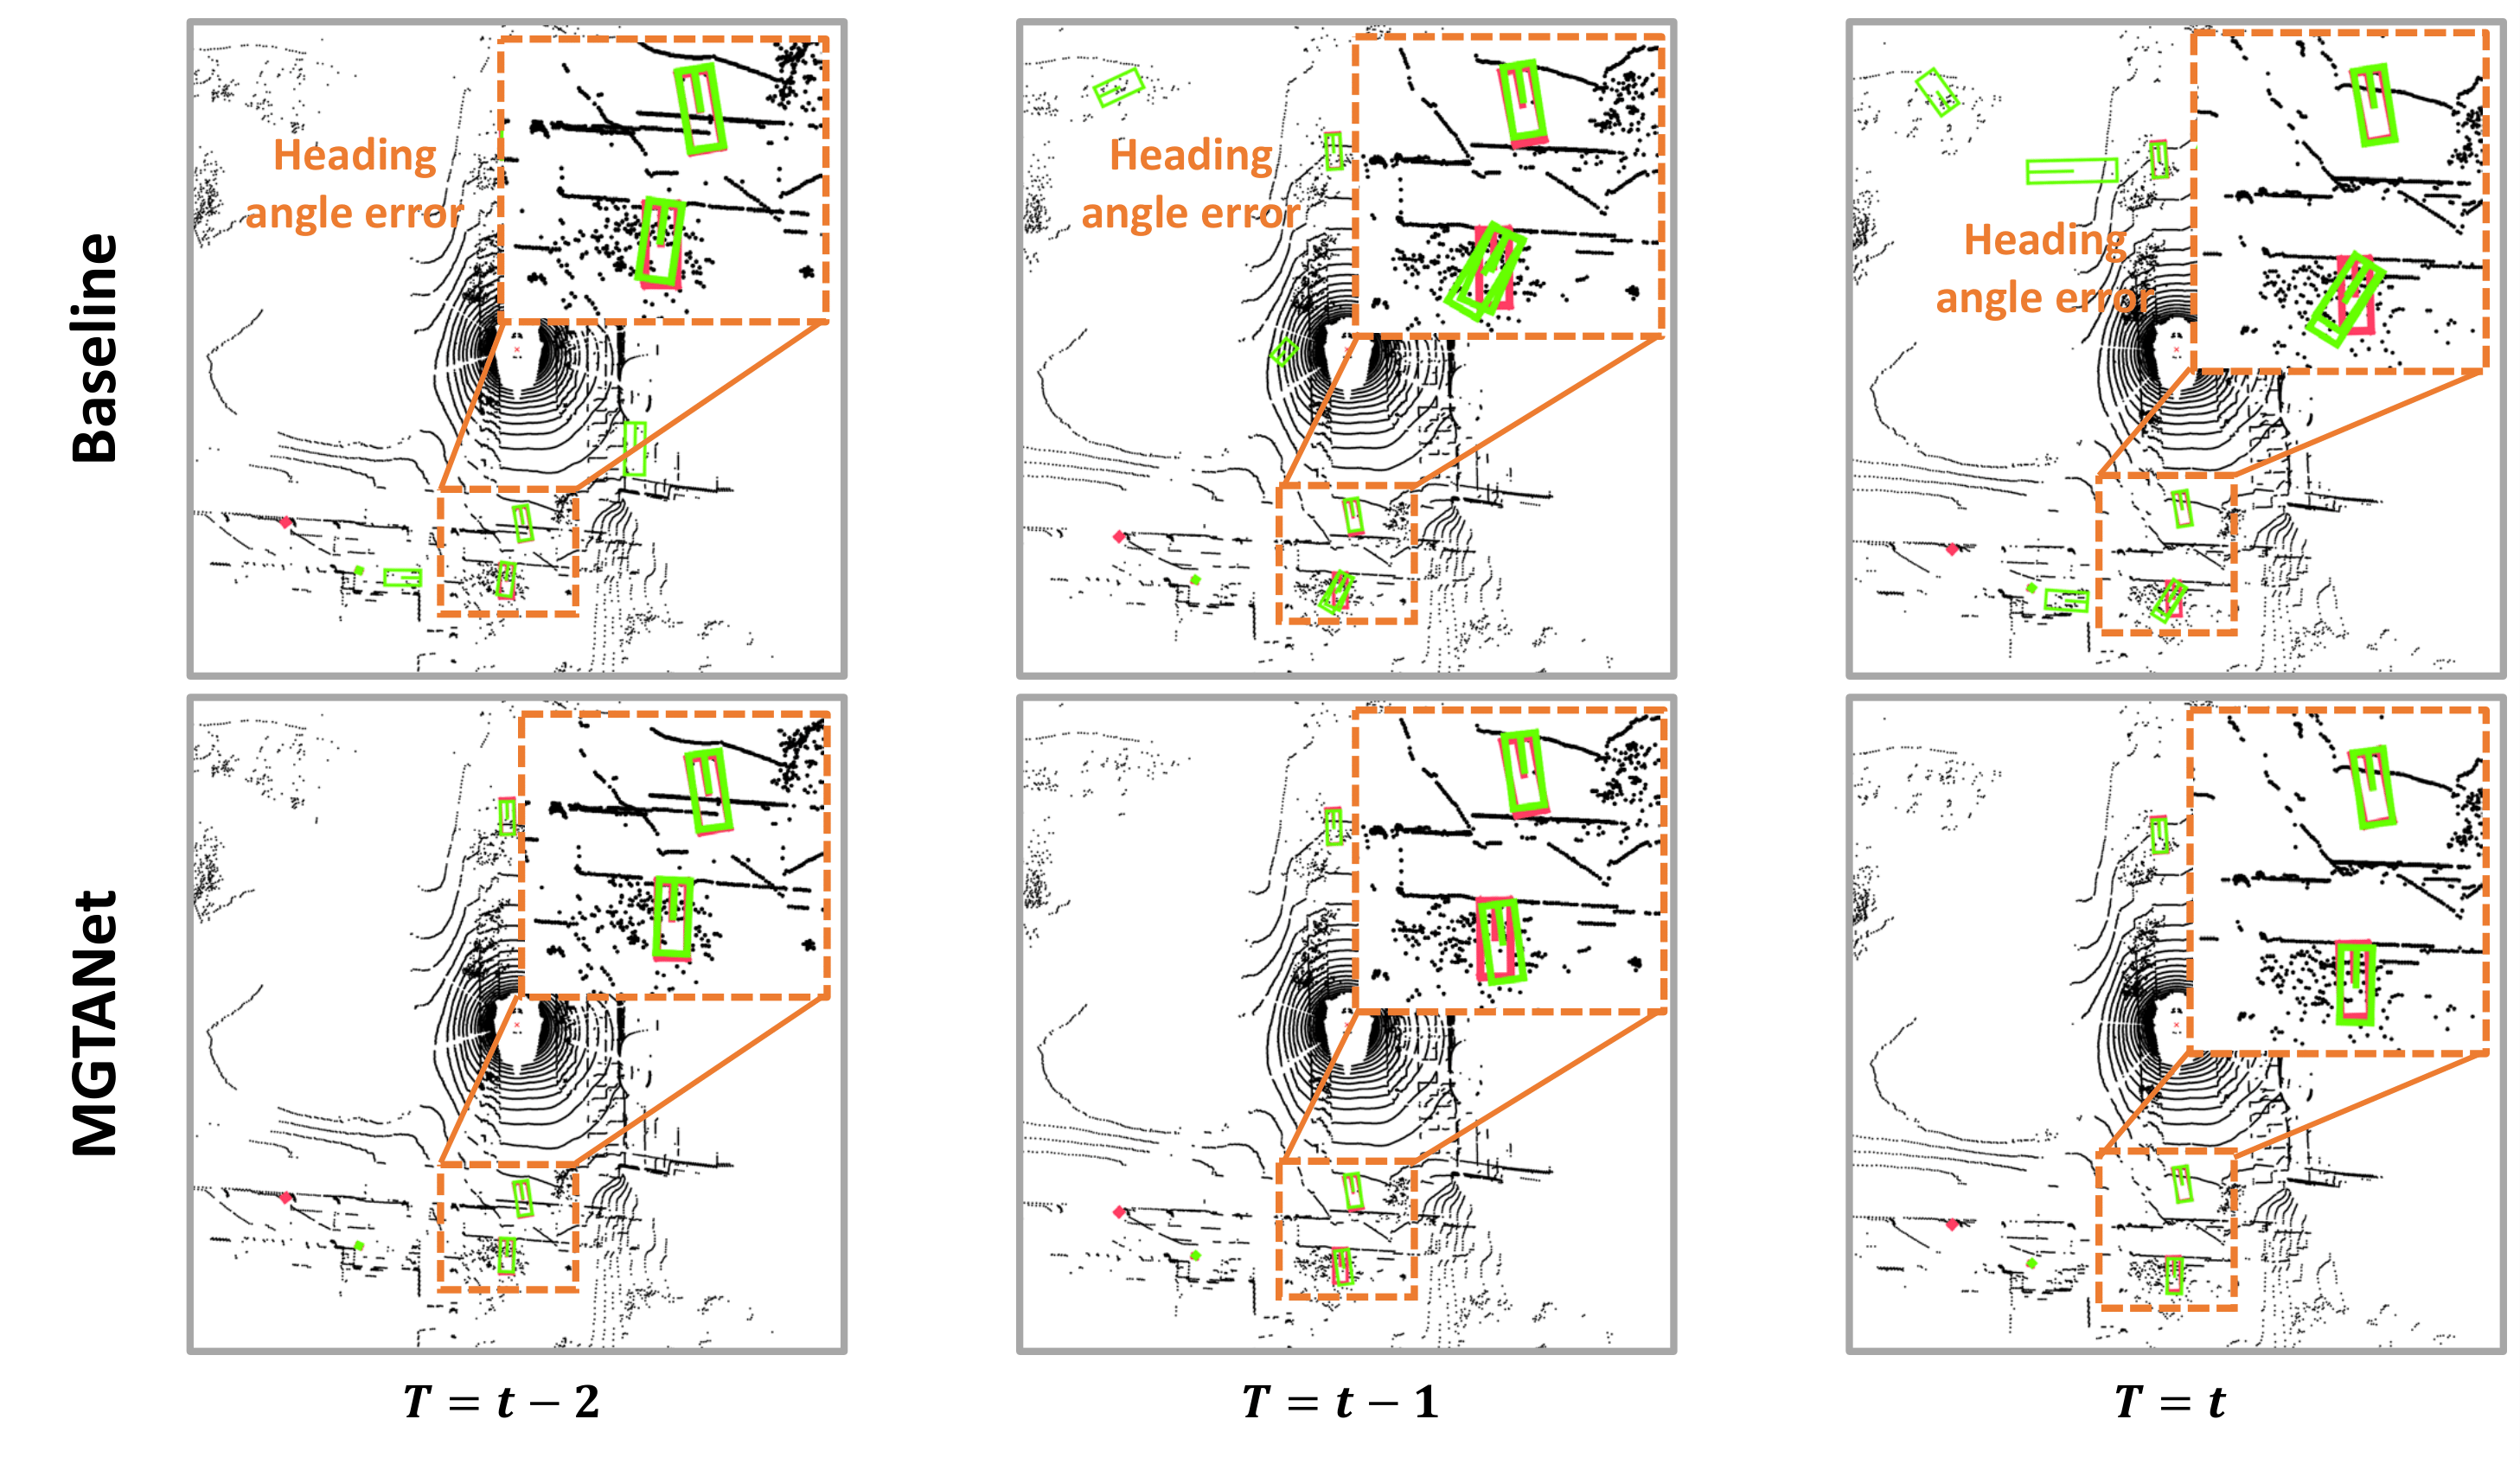 Baseline
Heading
angle error
Heading
angle error
Heading
angle error
MGTANet
T = t − 2
T = t − 1
T = t